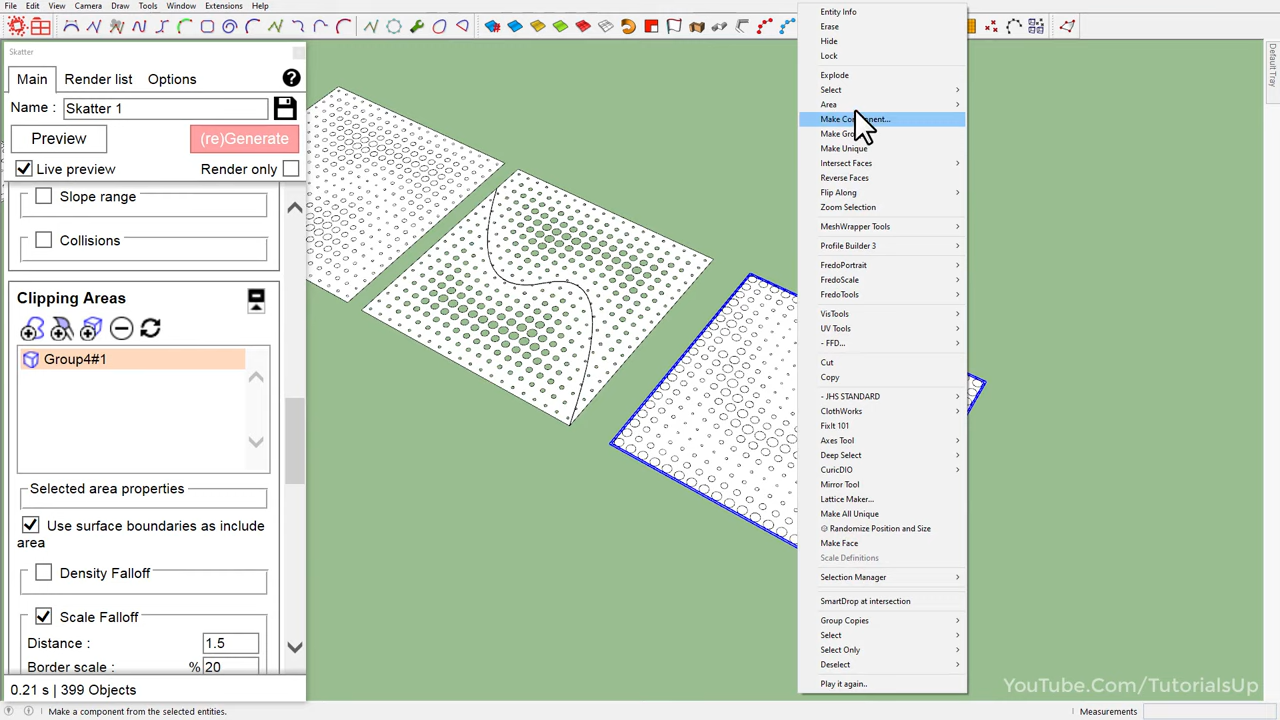 File
Edit
View
Camera
Draw
Tools
Window
Extensions
Help
Skatter
Main
Render list
Options
Name :
Skatter 1
Preview
(re)Generate
Live preview
Render only
Slope range
Collisions
Clipping Areas
Group4#1
Selected area properties
Use surface boundaries as include
area
Density Falloff
Scale Falloff
Distance :
1.5
Border scale :
%
20
0.21 s | 399 Objects
Entity Info
Erase
Hide
Lock
Explode
Select
Area
Make Unique
Intersect Faces
Reverse Faces
Flip Along
Zoom Selection
MeshWrapper Tools
Profile Builder 3
FredoPortrait
FredoScale
FredoTools
VisTools
UV Tools
- FFD...
Cut
Copy
- JHS STANDARD
ClothWorks
FixIt 101
Axes Tool
Deep Select
CuricDIO
Mirror Tool
Lattice Maker...
Make All Unique
Randomize Position and Size
Make Face
Scale Definitions
Selection Manager
SmartDrop at intersection
Group Copies
Select
Select Only
Deselect
Play it again..
Default Tray
YouTube.Com/TutorialsUp
Make a component from the selected entities.
Measurements